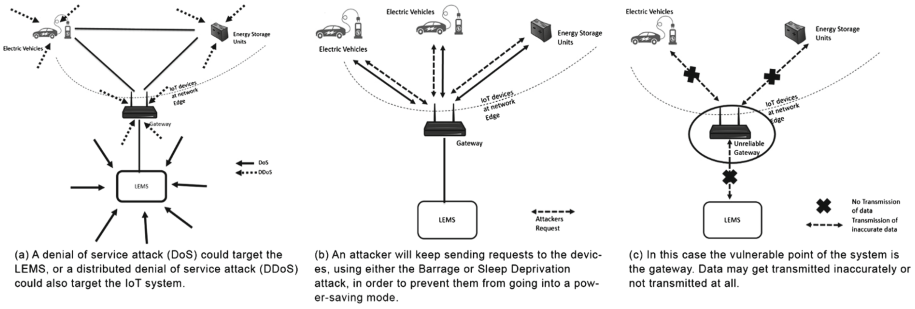 Electric Vehicles
Energy Storage
Units
IoT devices
at network
Edge
Gateway
LEMS
DoS
DDoS
(a) A denial of service attack (DoS) could target the
LEMS, or a distributed denial of service attack (DDoS)
could also target the IoT system.
Electric Vehicles
Electric Vehicles
Energy Storage
Units
IoT devices
at network
Edge
Gateway
LEMS
Attackers
Request
(b) An attacker will keep sending requests to the devic-
es, using either the Barrage or Sleep Deprivation
attack, in order to prevent them from going into a pow-
er-saving mode.
Electric Vehicles
Energy Storage
Units
IoT devices
at network
Edge
Unreliable
Gateway
LEMS
No Transmission
of data
Transmission of
inaccurate data
(c) In this case the vulnerable point of the system is
the gateway. Data may get transmitted inaccurately or
not transmitted at all.